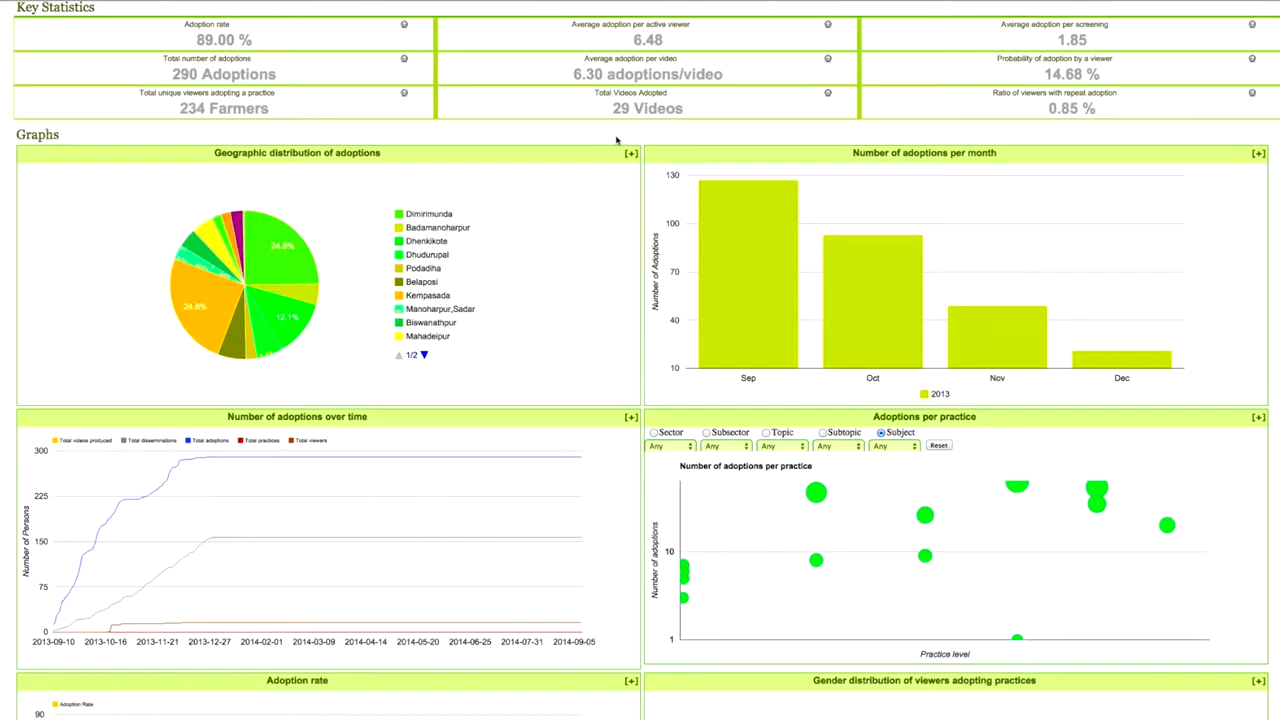 Key Statistics
Adoption rate
89.00 %
Average adoption per active viewer
6.48
Average adoption per screening
1.85
Total number of adoptions
290 Adoptions
Average adoption per video
6.30 adoptions/video
Probability of adoption by a viewer
14.68 %
Total unique viewers adopting a practice
234 Farmers
Total Videos Adopted
29 Videos
Ratio of viewers with repeat adoption
0.85 %
Graphs
Geographic distribution of adoptions [+]
24.8%
12.1%
24.8%
Dimirimunda
Badamanoharpur
Dhenkikote
Dhudurupal
Podadiha
Belaposi
Kempasada
Manoharpur,Sadar
Biswanathpur
Mahadeipur
1/2
Number of adoptions per month [+]
Number of Adoptions
130
100
70
40
10
Sep Oct Nov Dec
2013
Number of adoptions over time [+]
Total videos produced Total disseminations Total adoptions Total practices Total viewers
Number of Persons
300
225
150
75
0
2013-09-10 2013-10-16 2013-11-21 2013-12-27 2014-02-01 2014-03-09 2014-04-14 2014-05-20 2014-06-25 2014-07-31 2014-09-05
Adoptions per practice [+]
Sector Subsector Topic Subtopic Subject
Any Any Any Any Any Reset
Number of adoptions per practice
Number of adoptions
10
1
Practice level
Adoption rate [+]
Adoption Rate
90
Gender distribution of viewers adopting practices [+]